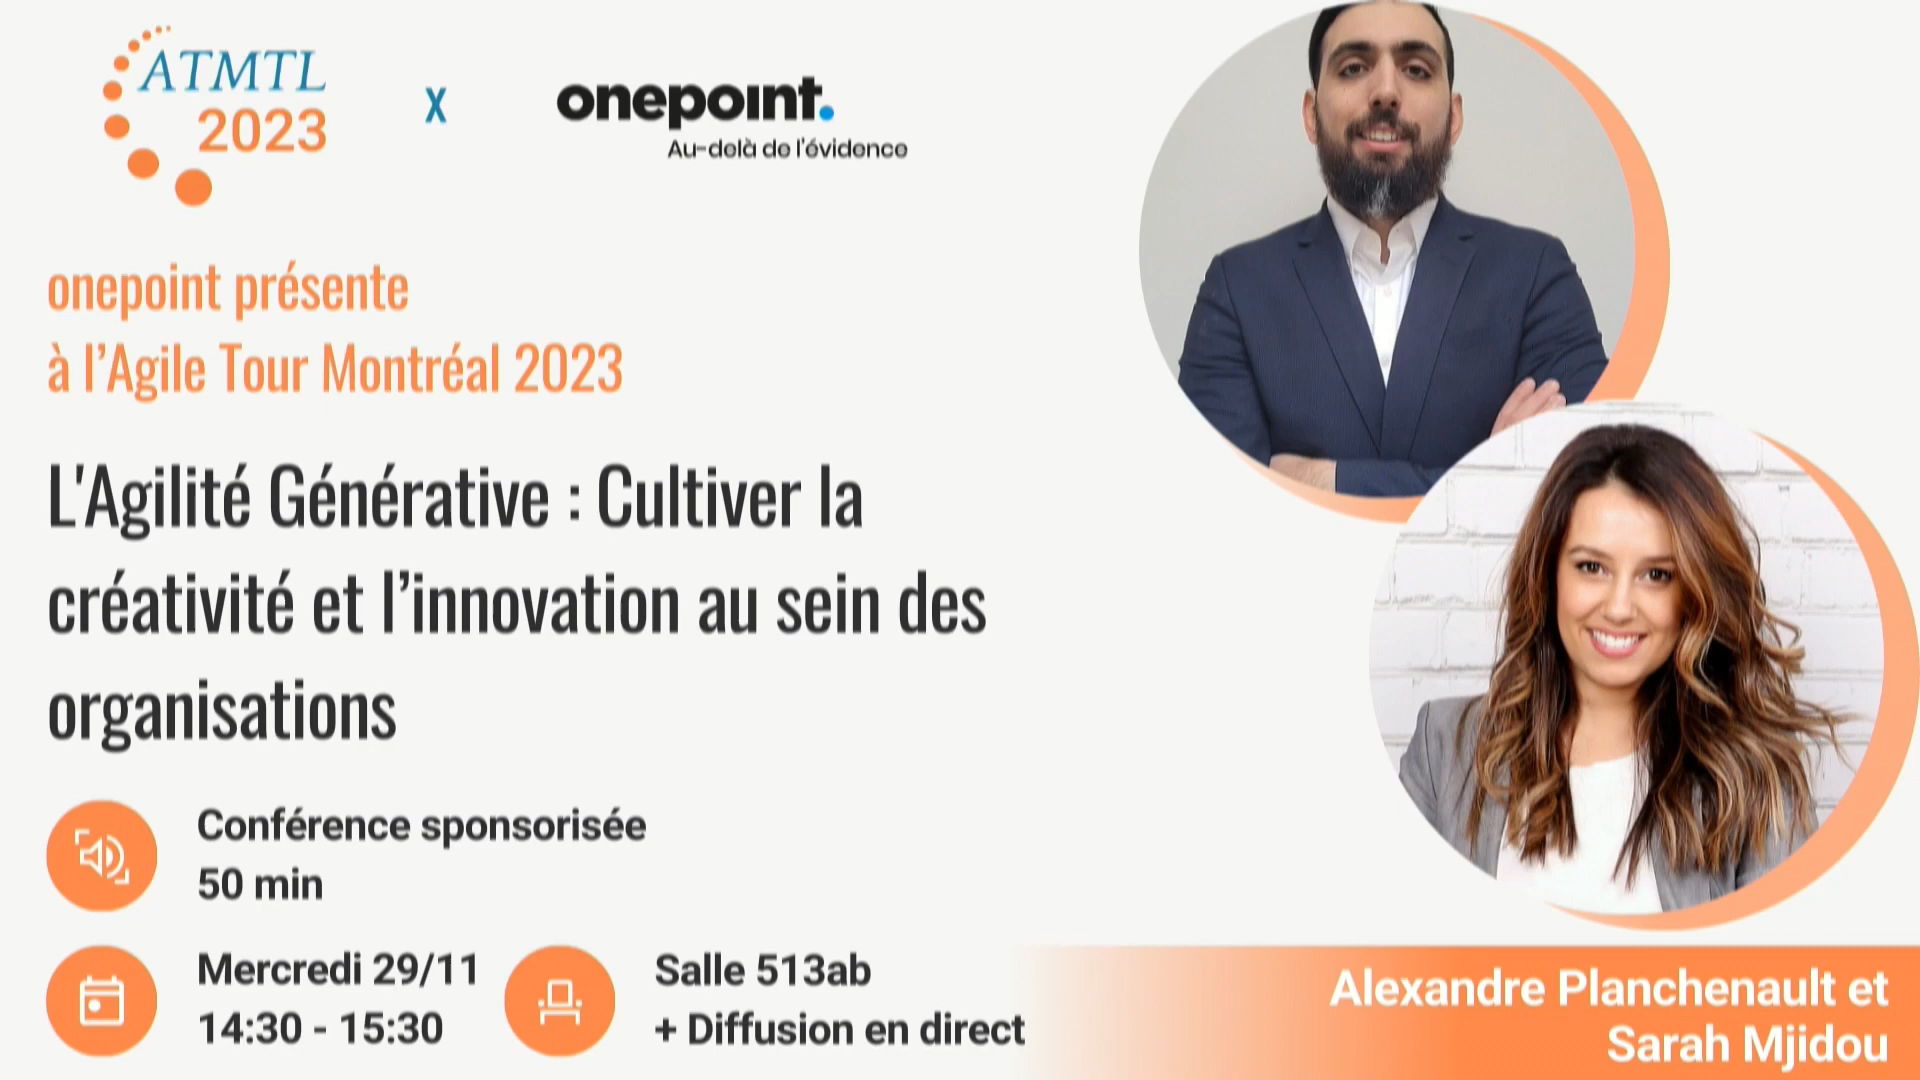 ATMTL
2023
X
onepoint.
Au-delà de l'évidence
onepoint présente
à l’Agile Tour Montréal 2023
L'Agilité Générative : Cultiver la
créativité et l’innovation au sein des
organisations
Conférence sponsorisée
50 min
Mercredi 29/11
14:30 - 15:30
Salle 513ab
+ Diffusion en direct
Alexandre Planchenault et
Sarah Mjidou